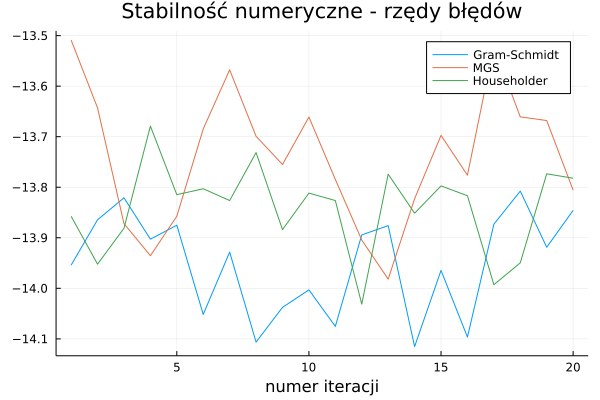 Stabilność numeryczne - rzędy błędów
−13.5
−13.6
−13.7
−13.8
−13.9
−14.0
−14.1
Gram-Schmidt
MGS
Householder
5
10
15
20
numer iteracji